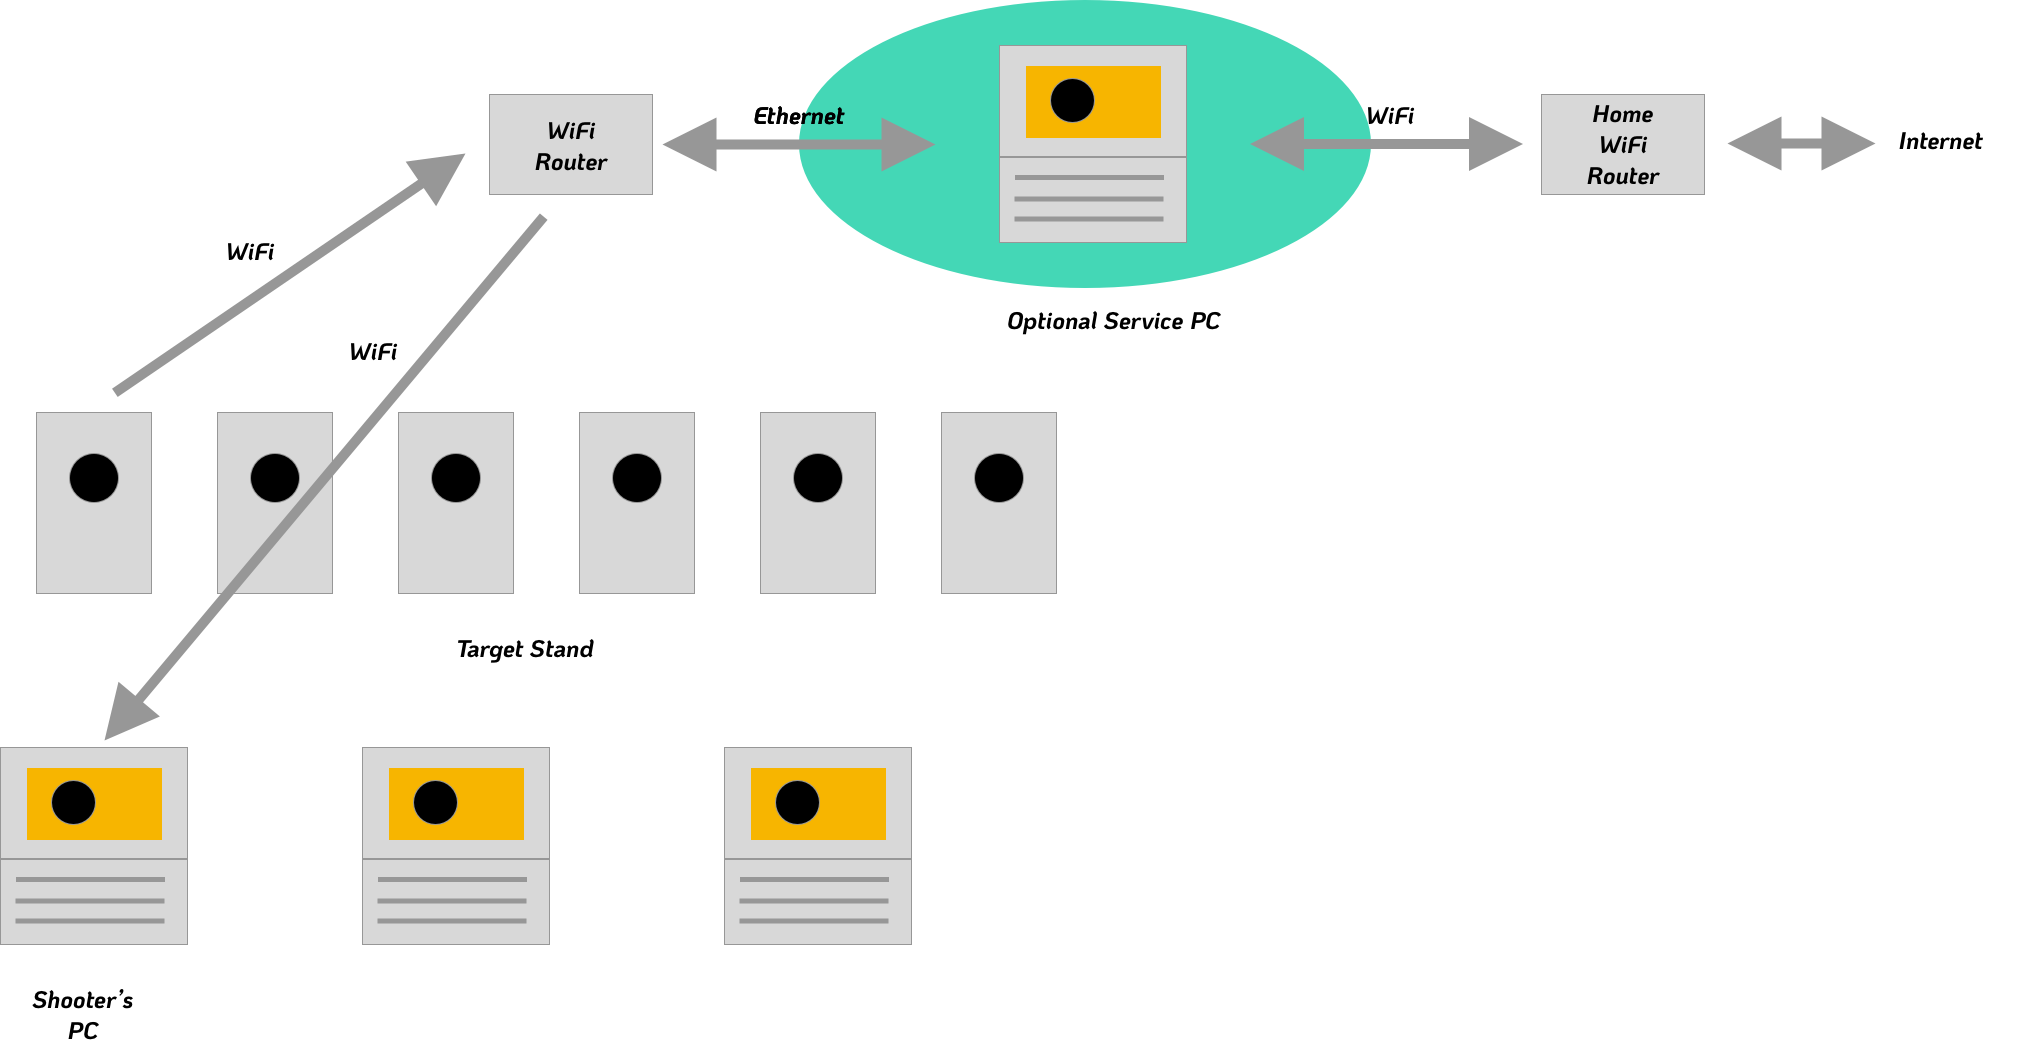 Ethernet
WiFi
WiFi
Router
Home
WiFi
Router
Internet
WiFi
Optional Service PC
WiFi
Target Stand
Shooter’s
PC